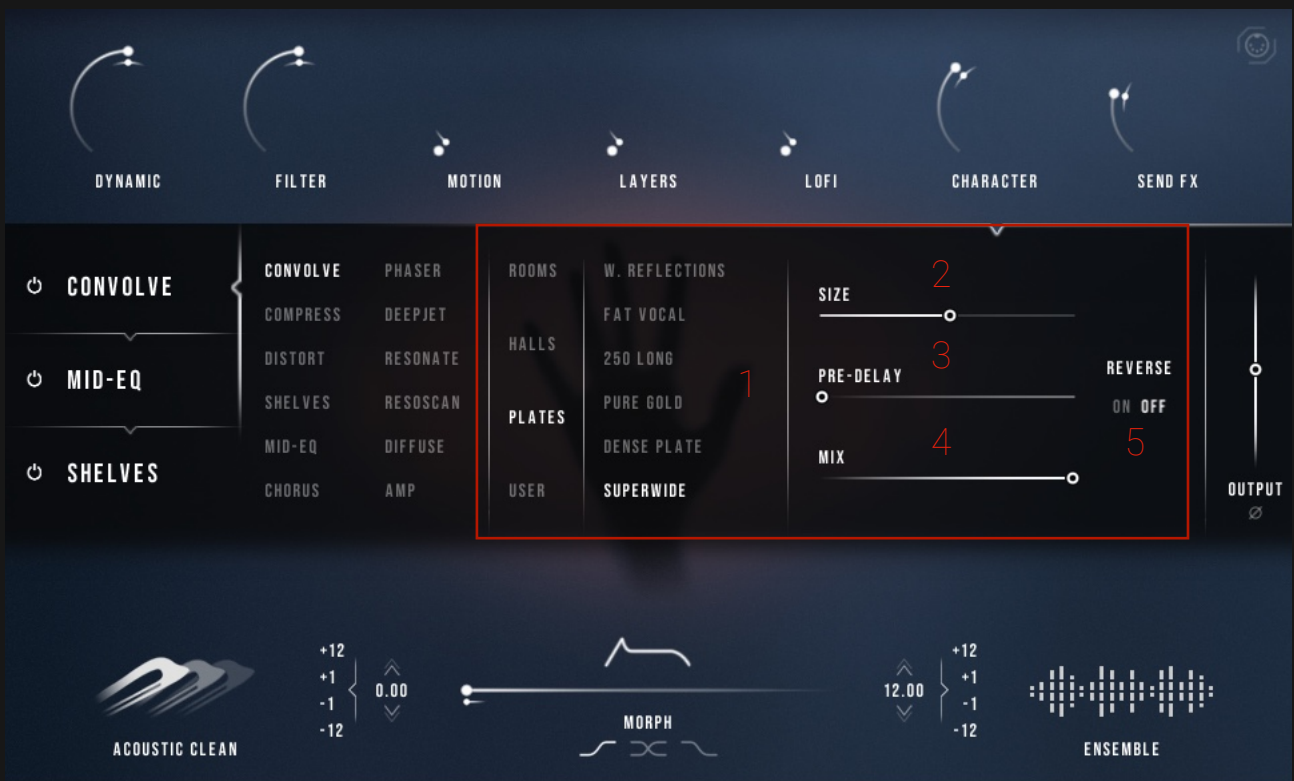 DYNAMIC FILTER MOTION LAYERS LOFI CHARACTER SEND FX
CONVOLVE
MID-EQ
SHELVES
CONVOLVE PHASER
COMPRESS DEEPJET
DISTORT RESONATE
SHELVES RESOSCAN
MID-EQ DIFFUSE
CHORUS AMP
ROOMS
HALLS
PLATES
USER
W. REFLECTIONS
FAT VOCAL
250 LONG
PURE GOLD
DENSE PLATE
SUPERWIDE
1
2
SIZE
3
PRE-DELAY
4
MIX
REVERSE
ON OFF
5
OUTPUT
Ø
ACOUSTIC CLEAN
+12
+1
-1
-12
0.00
MORPH
12.00
+12
+1
-1
-12
ENSEMBLE